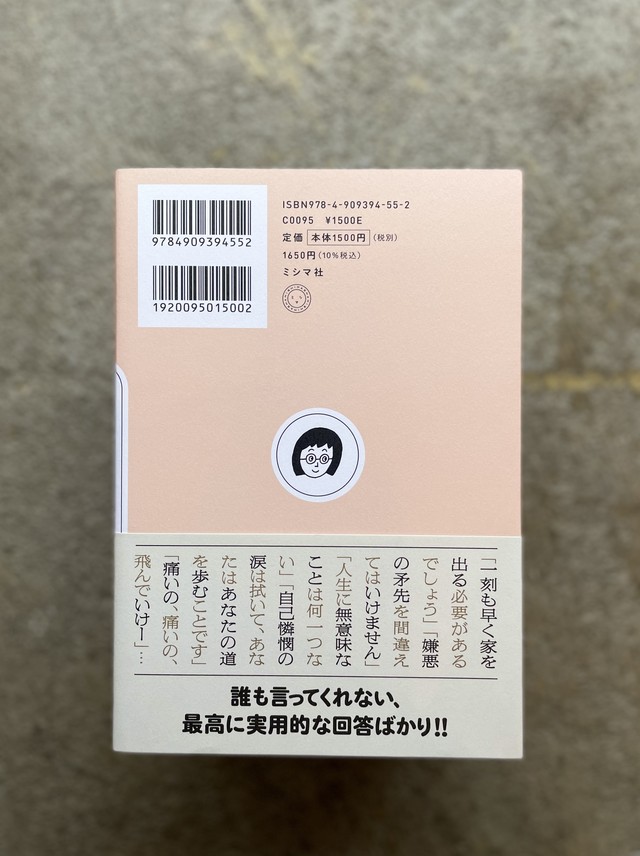 9784909394552
1920095015002
ISBN978-4-909394-55-2
C0095 ¥1500E
定価 本体1500円（税別）
1650円（10%税込）
ミシマ社
「一刻も早く家を
出る必要がある
でしょう」「嫌悪
の矛先を間違え
てはいけません」
「人生に無意味な
ことは何一つな
い」「自己憐憫の
涙は拭いて、あな
たはあなたの道
を歩むことです」
「痛いの、痛いの、
飛んでいけー」…
誰も言ってくれない、
最高に実用的な回答ばかり!!